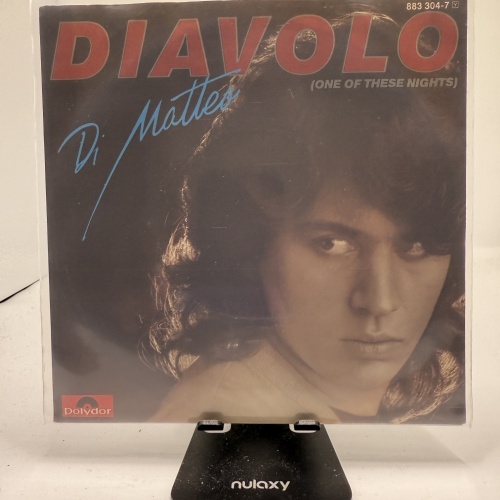 883 304-7
DIAVOLO
(ONE OF THESE NIGHTS)
Di Matteo
Polydor
nulaxy